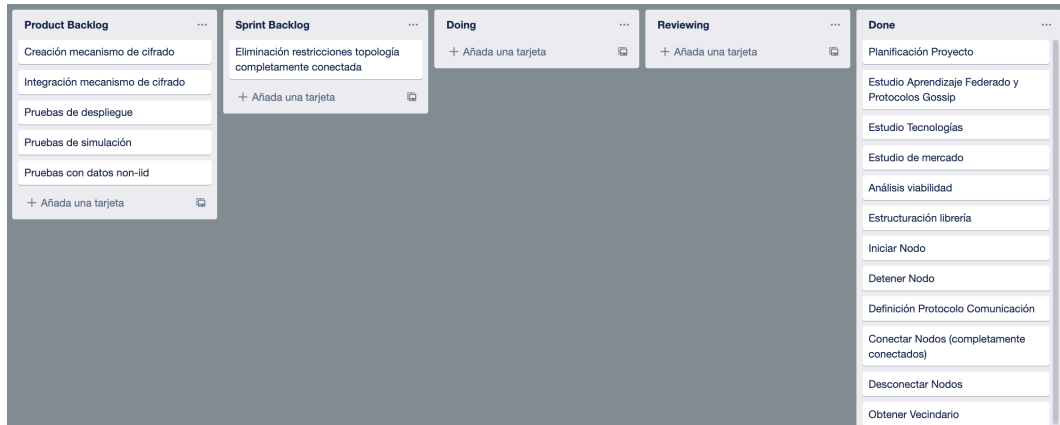 Product Backlog
Creación mecanismo de cifrado
Integración mecanismo de cifrado
Pruebas de despliegue
Pruebas de simulación
Pruebas con datos non-iid
+ Añada una tarjeta
Sprint Backlog
Eliminación restricciones topología
completamente conectada
+ Añada una tarjeta
Doing
+ Añada una tarjeta
Reviewing
+ Añada una tarjeta
Done
Planificación Proyecto
Estudio Aprendizaje Federado y
Protocolos Gossip
Estudio Tecnologías
Estudio de mercado
Análisis viabilidad
Estructuración librería
Iniciar Nodo
Detener Nodo
Definición Protocolo Comunicación
Conectar Nodos (completamente
conectados)
Desconectar Nodos
Obtener Vecindario